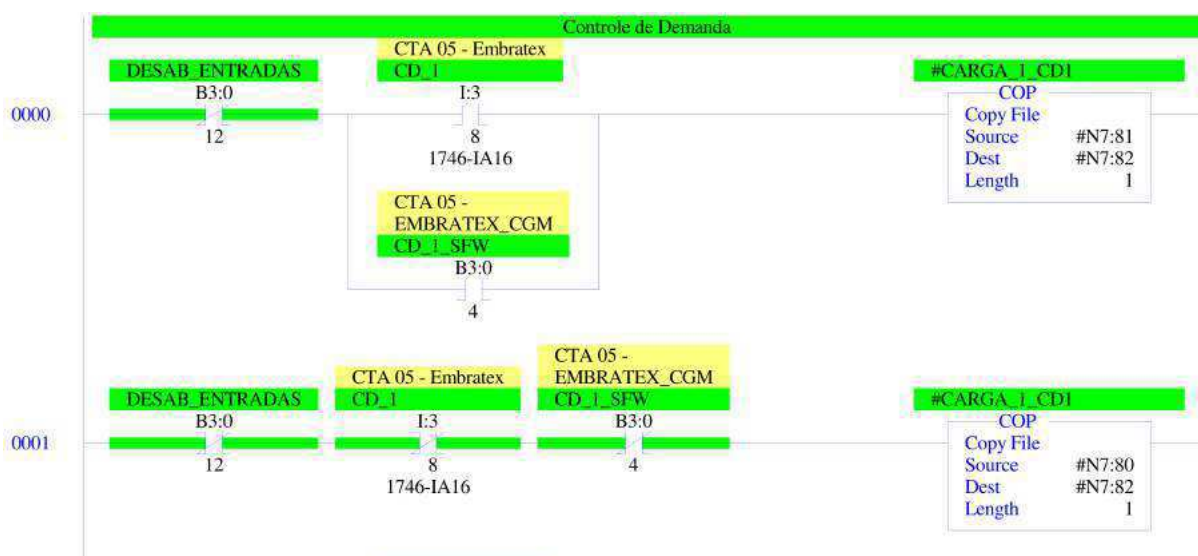 Controle de Demanda
CTA 05 - Embratex
DESAB_ENTRADAS
CD_1
#CARGA_1_CD1
B3:0
I:3
COP
0000
Copy File
12
8
Source #N7:81
1746-IA16
Dest #N7:82
Length 1
CTA 05 -
EMBRATEX_CGM
CD_1_SFW
B3:0
4
CTA 05 -
CTA 05 - Embratex
EMBRATEX_CGM
DESAB_ENTRADAS
CD_1
CD_1_SFW
#CARGA_1_CD1
B3:0
I:3
B3:0
COP
0001
Copy File
12
8
4
Source #N7:80
1746-IA16
Dest #N7:82
Length 1